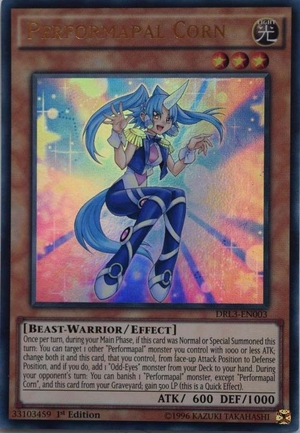 Performapal Corn
LIGHT
光
DRL3-EN003
[Beast-Warrior/Effect]
Once per turn, during your Main Phase, if this card was Normal or Special Summoned this
turn: You can target 1 other "Performapal" monster you control with 1000 or less ATK;
change both it and this card, that you control, from face-up Attack Position to Defense
Position, and if you do, add 1 "Odd-Eyes" monster from your Deck to your hand. During
your opponent's turn: You can banish 1 "Performapal" monster, except "Performapal
Corn", and this card from your Graveyard; gain 500 LP (this is a Quick Effect).
ATK/ 600 DEF/1000
33103459 1st Edition ©1996 KAZUKI TAKAHASHI